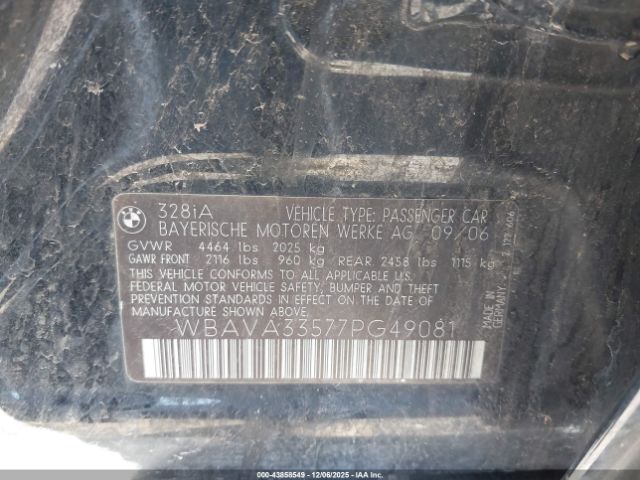 BMW
328iA VEHICLE TYPE: PASSENGER CAR
BAYERISCHE MOTOREN WERKE AG 09/06
GVWR 4464 lbs 2025 kg
GAWR FRONT 2116 lbs 960 kg REAR 2458 lbs 1115 kg
THIS VEHICLE CONFORMS TO ALL APPLICABLE U.S.
FEDERAL MOTOR VEHICLE SAFETY, BUMPER AND THEFT
PREVENTION STANDARDS IN EFFECT ON THE DATE OF
MANUFACTURE SHOWN ABOVE.
WBAVA33577PG49081
MADE IN
GERMANY
00-43858549 - 12/06/2025 - IAA, Inc.